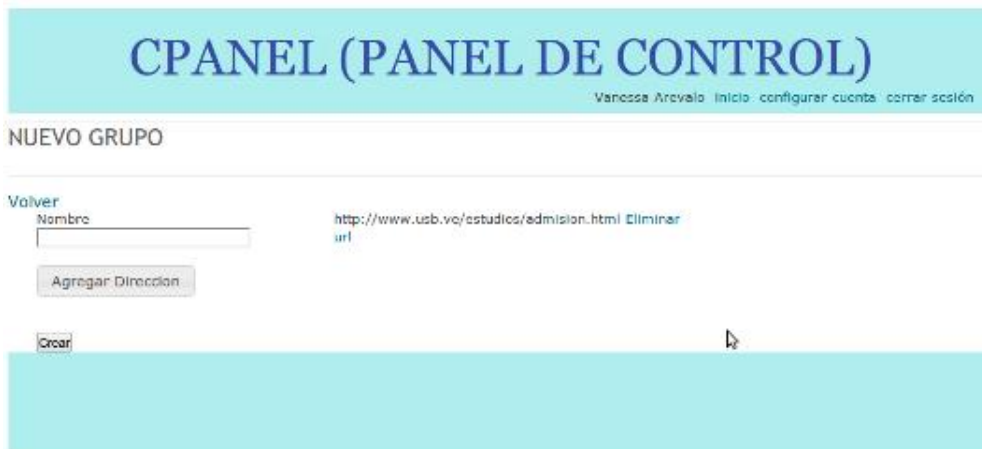 CPANEL (PANEL DE CONTROL)
Vanessa Arevalo inicio configurar cuenta cerrar sesión
NUEVO GRUPO
Volver
Nombre
http://www.usb.ve/estudios/admision.html Eliminar
url
Agregar Direccion
Crear